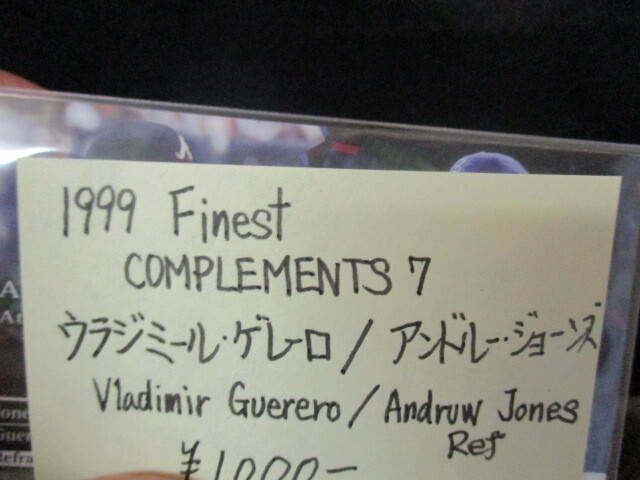 1999 Finest
COMPLEMENTS 7
ウラジミール・ゲレーロ / アンドルー・ジョーンズ
Vladimir Guerero / Andruw Jones
Ref
¥1000-